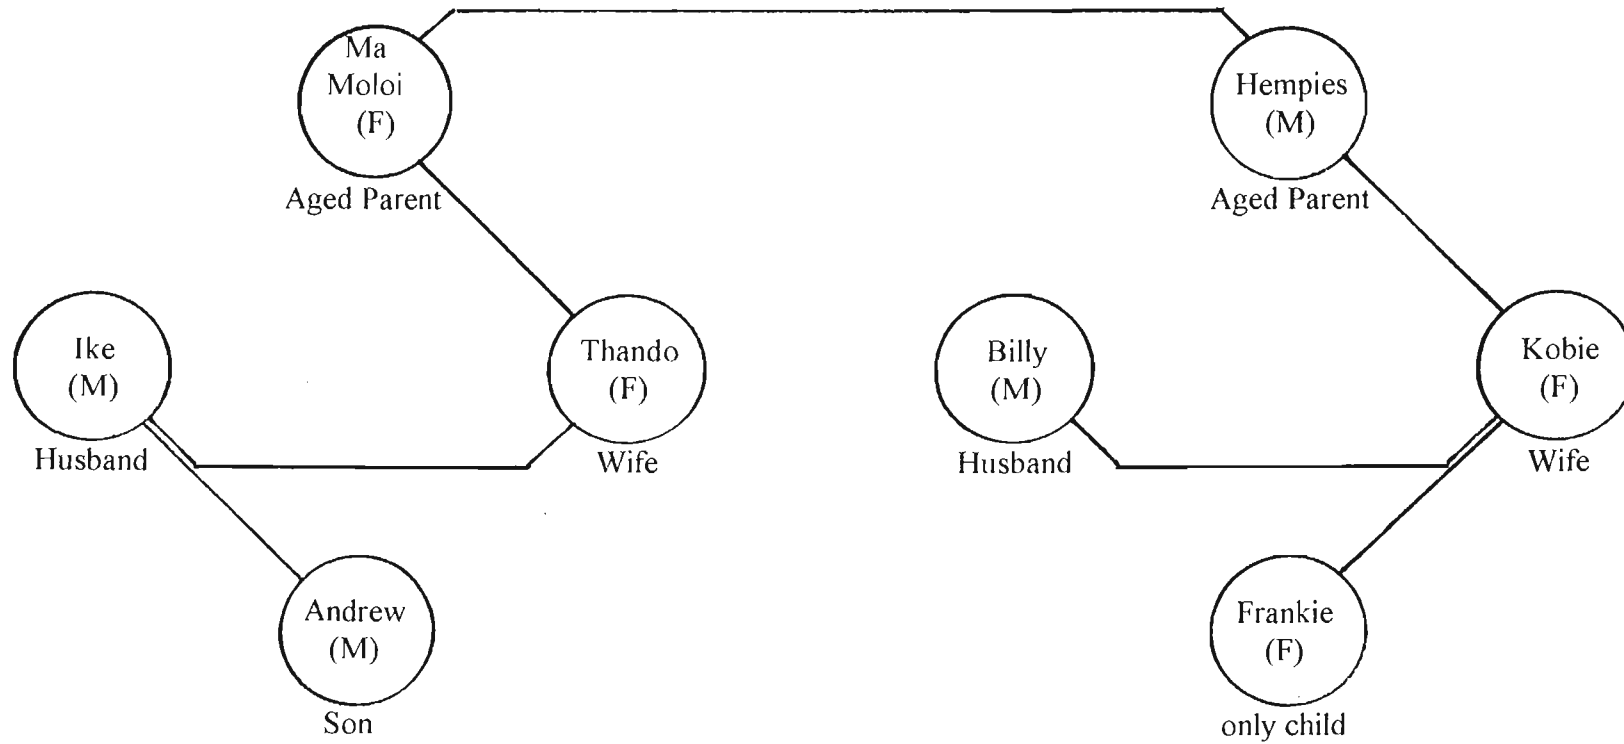 Ma
Moloi
(F)
Aged Parent
Hempies
(M)
Aged Parent
Ike
(M)
Husband
Thando
(F)
Wife
Billy
(M)
Husband
Kobie
(F)
Wife
Andrew
(M)
Son
Frankie
(F)
only child